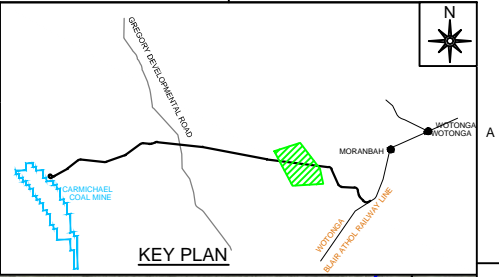 N
GREGORY DEVELOPMENTAL ROAD
WOTONGA
WOTONGA
A
MORANBAH
CARMICHAEL
COAL MINE
WOTONGA
BLAIR ATHOL RAILWAY LINE
KEY PLAN